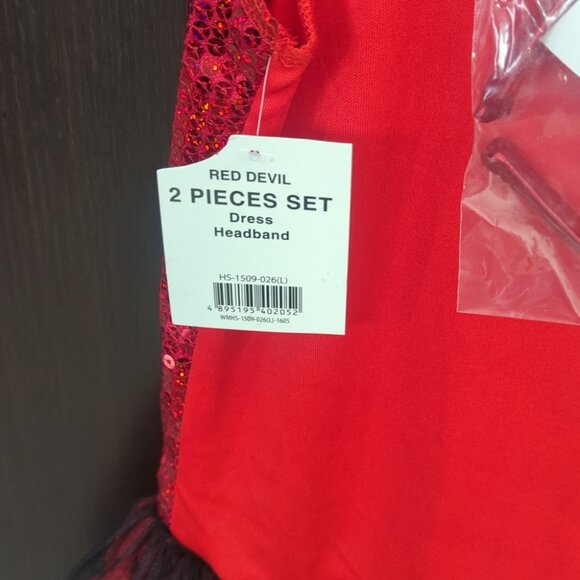 RED DEVIL
2 PIECES SET
Dress
Headband
HS-1509-026(L)
4 895195 402052
WMHS-1509-026(L)-1605